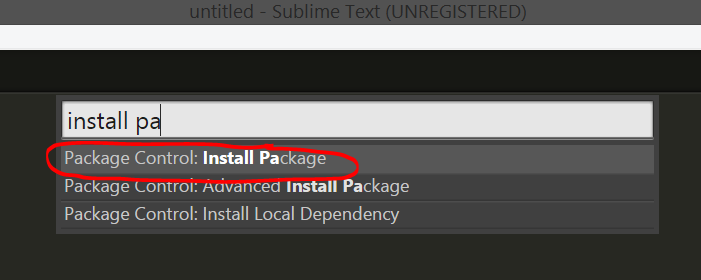 untitled - Sublime Text (UNREGISTERED)
install pa
Package Control: Install Package
Package Control: Advanced Install Package
Package Control: Install Local Dependency